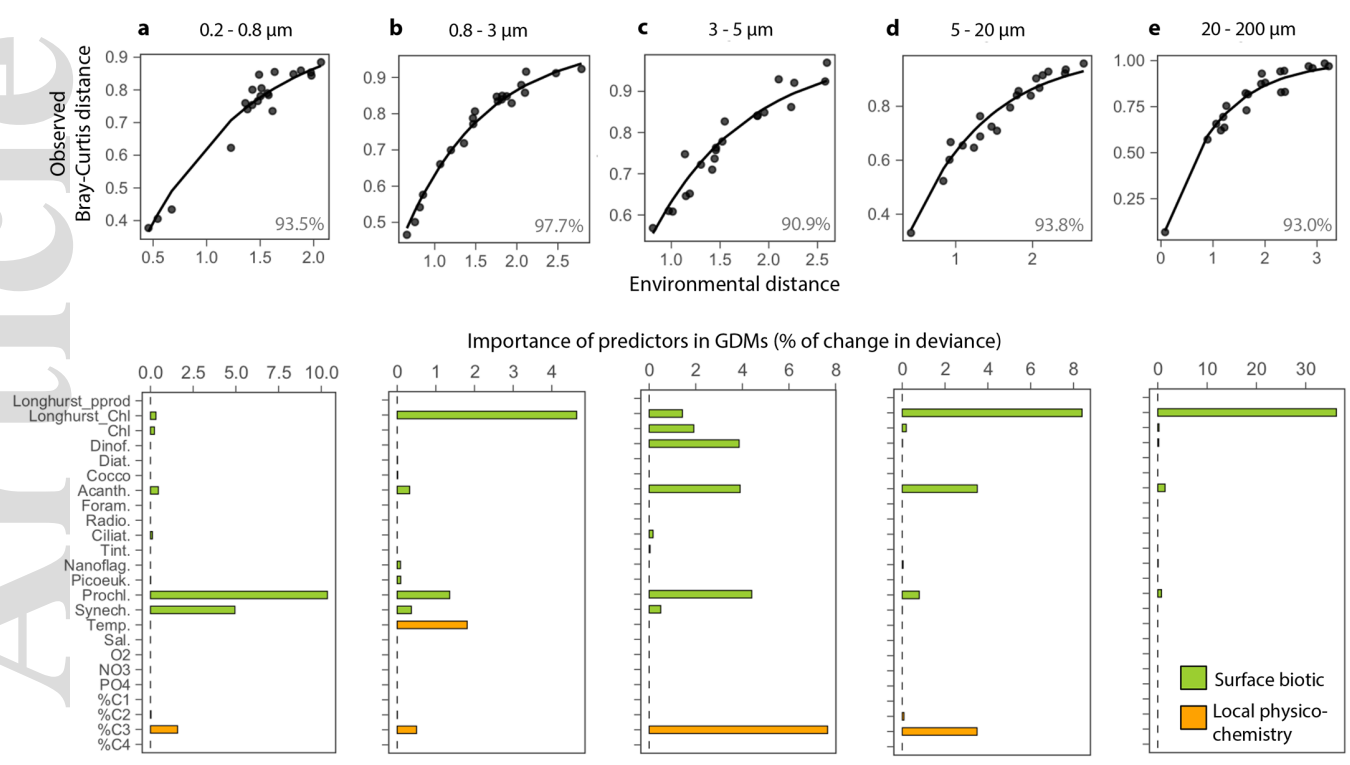 Article
a 0.2 - 0.8 µm
b 0.8 - 3 µm
c 3 - 5 µm
d 5 - 20 µm
e 20 - 200 µm
Observed
Bray-Curtis distance
0.9
0.8
0.7
0.6
0.5
0.4
93.5%
0.5 1.0 1.5 2.0
0.9
0.8
0.7
0.6
0.5
97.7%
1.0 1.5 2.0 2.5
0.9
0.8
0.7
0.6
90.9%
1.0 1.5 2.0 2.5
0.8
0.6
0.4
93.8%
1 2
1.00
0.75
0.50
0.25
93.0%
0 1 2 3
Environmental distance
Importance of predictors in GDMs (% of change in deviance)
0.0 2.5 5.0 7.5 10.0
0 1 2 3 4
0 2 4 6 8
0 2 4 6 8
0 10 20 30
Longhurst_pprod
Longhurst_Chl
Chl
Dinof.
Diat.
Cocco
Acanth.
Foram.
Radio.
Ciliat.
Tint.
Nanoflag.
Picoeuk.
Prochl.
Synech.
Temp.
Sal.
O2
NO3
PO4
%C1
%C2
%C3
%C4
Surface biotic
Local physico-
chemistry